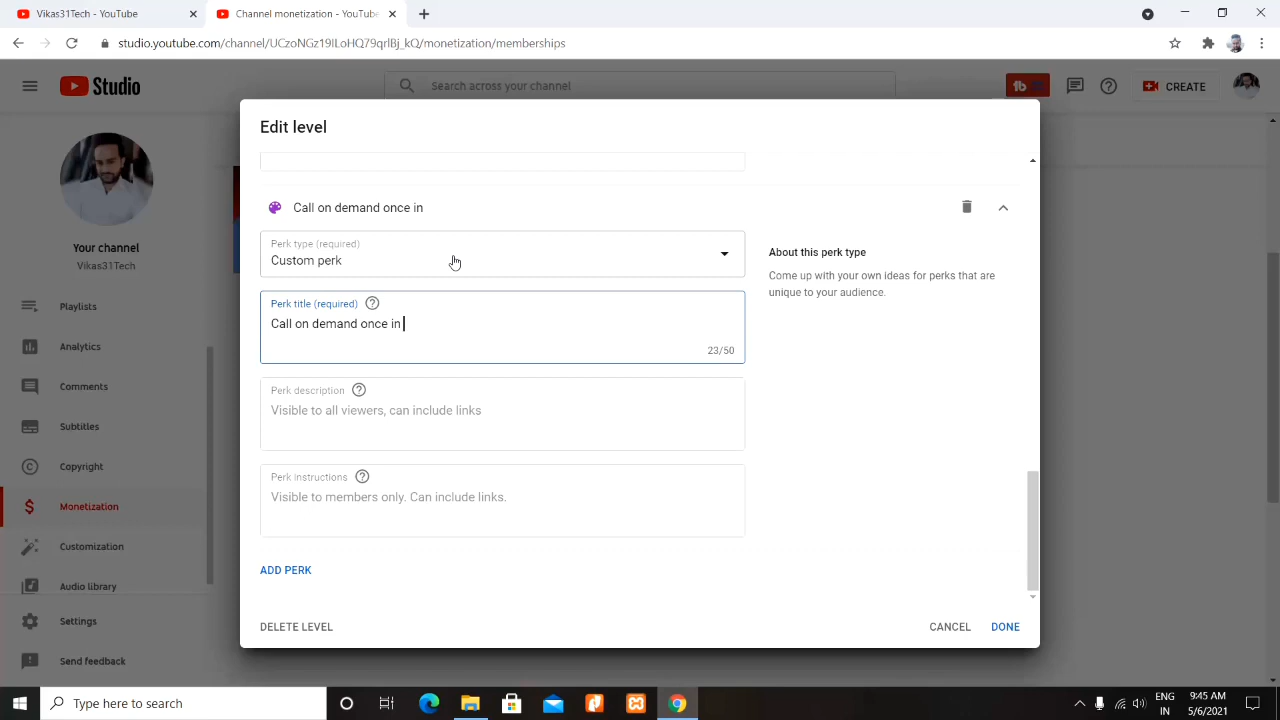 Vikas31Tech - YouTube
Channel monetization - YouTube
studio.youtube.com/channel/UCzoNGz19ILoHQ79qrlBj_kQ/monetization/memberships
Studio
Search across your channel
CREATE
Edit level
Call on demand once in
Perk type (required)
Custom perk
About this perk type
Come up with your own ideas for perks that are
unique to your audience.
Perk title (required)
Call on demand once in
23/50
Perk description
Visible to all viewers, can include links
Perk instructions
Visible to members only. Can include links.
ADD PERK
DELETE LEVEL
CANCEL
DONE
Your channel
Vikas31Tech
Playlists
Analytics
Comments
Subtitles
Copyright
Monetization
Customization
Audio library
Settings
Send feedback
Type here to search
ENG
IN
9:45 AM
5/6/2021